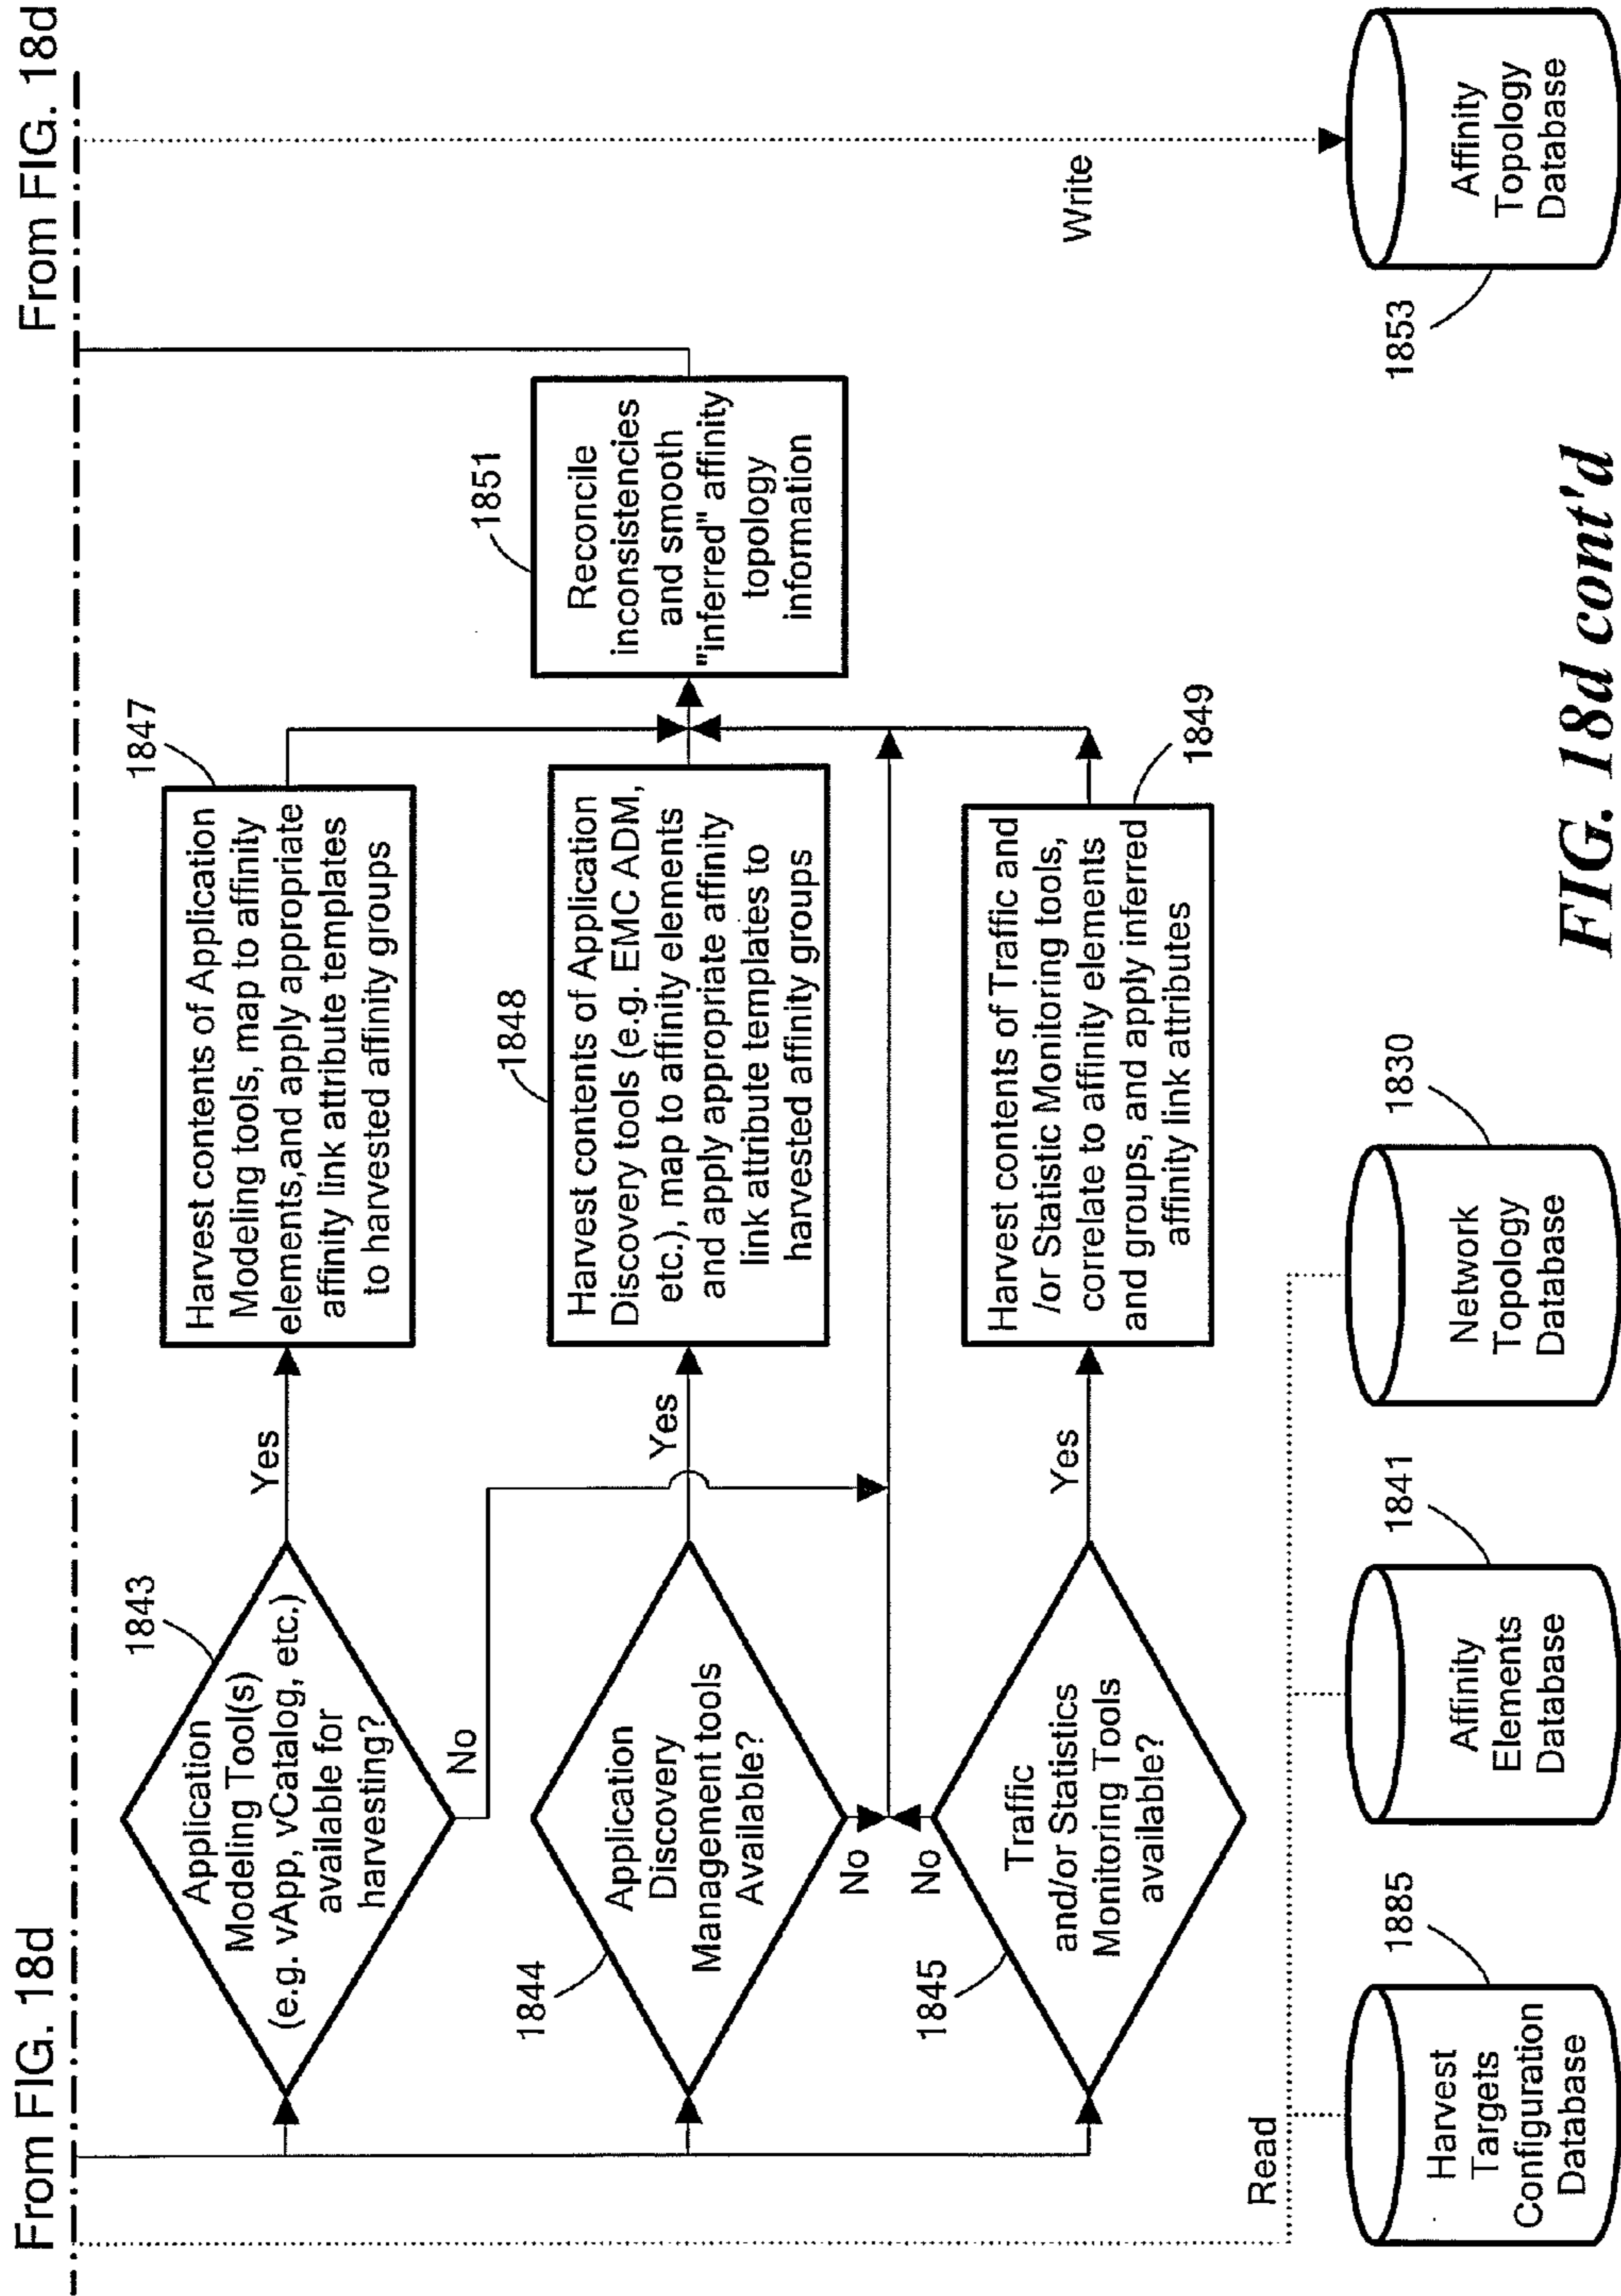 From FIG. 18d
From FIG. 18d
1843
Application
Modeling Tool(s)
(e.g. vApp, vCatalog, etc.)
available for
harvesting?
Yes
No
1847
Harvest contents of Application
Modeling tools, map to affinity
elements,and apply appropriate
affinity link attribute templates
to harvested affinity groups
1844
Application
Discovery
Management tools
Available?
Yes
No
1848
Harvest contents of Application
Discovery tools (e.g. EMC ADM,
etc.), map to affinity elements
and apply appropriate affinity
link attribute templates to
harvested affinity groups
1851
Reconcile
inconsistencies
and smooth
"inferred" affinity
topology
information
1845
Traffic
and/or Statistics
Monitoring Tools
available?
No
Yes
1849
Harvest contents of Traffic and
/or Statistic Monitoring tools,
correlate to affinity elements
and groups, and apply inferred
affinity link attributes
Read
Write
1885
Harvest
Targets
Configuration
Database
1841
Affinity
Elements
Database
1830
Network
Topology
Database
1853
Affinity
Topology
Database
FIG. 18d cont'd